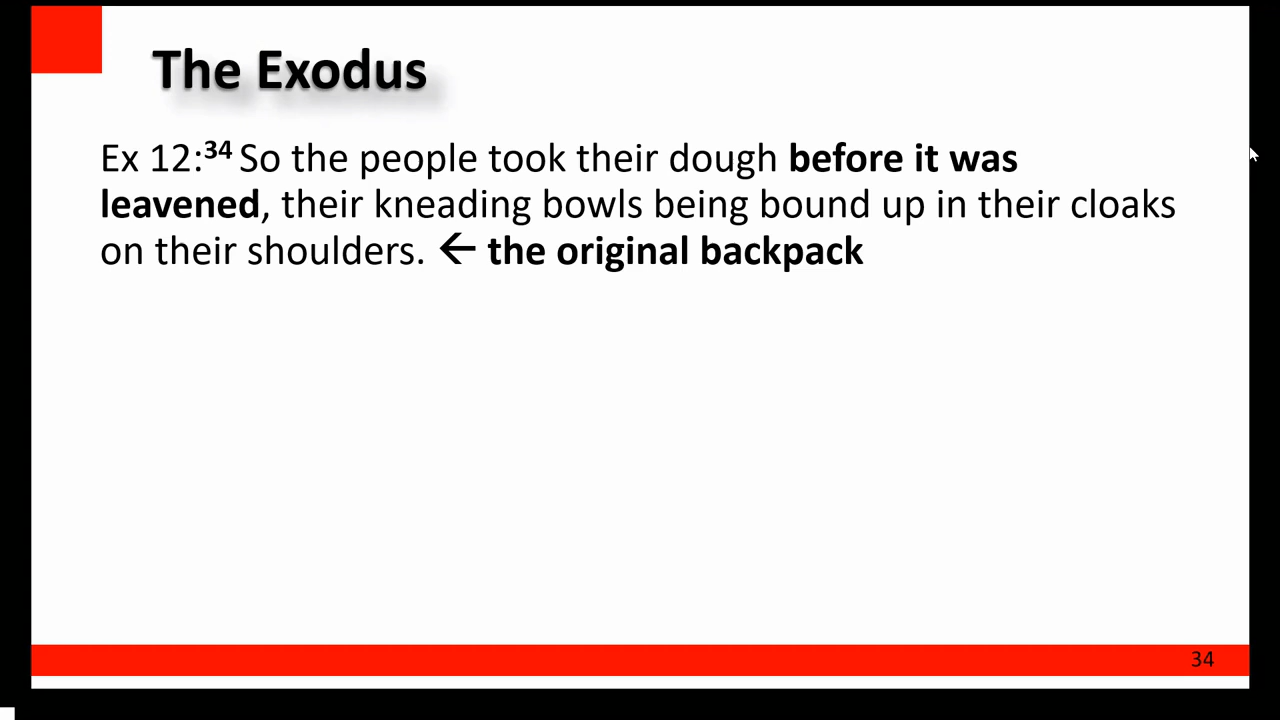 The Exodus
Ex 12:34 So the people took their dough before it was
leavened, their kneading bowls being bound up in their cloaks
on their shoulders. ← the original backpack
34